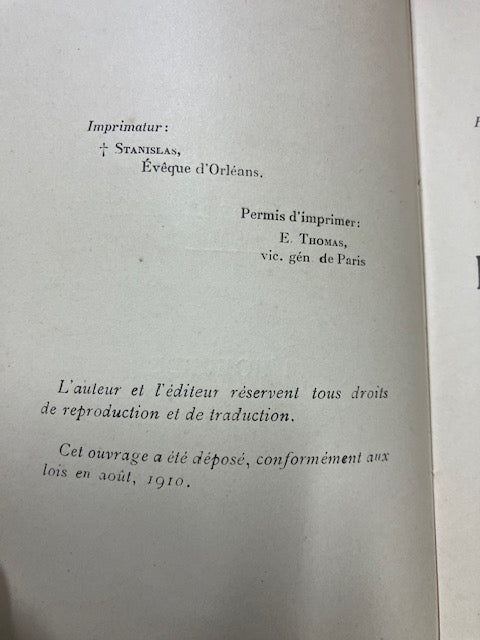 Imprimatur:
† Stanislas,
Évêque d'Orléans.
Permis d'imprimer:
E. Thomas,
vic. gén de Paris
L'auteur et l'éditeur réservent tous droits
de reproduction et de traduction.
Cet ouvrage a été déposé, conformément aux
lois en août, 1910.